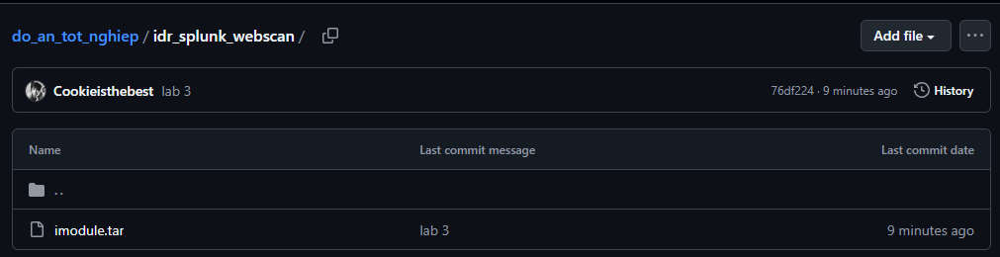 do_an_tot_nghiep / idr_splunk_webscan /
Add file
Cookieisthebest lab 3 76df224 · 9 minutes ago History
Name Last commit message Last commit date
..
imodule.tar lab 3 9 minutes ago